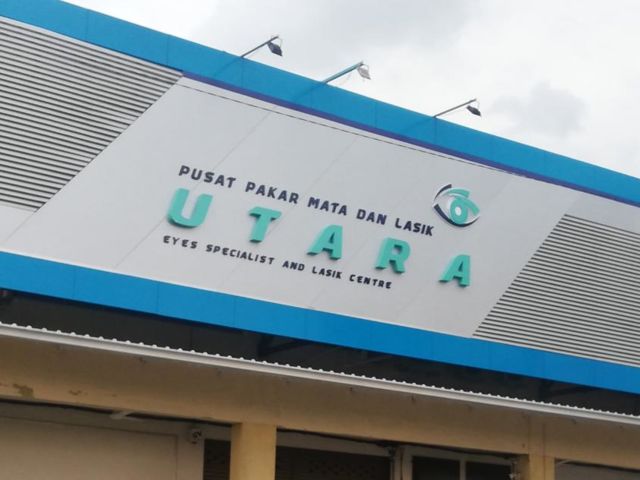 PUSAT PAKAR MATA DAN LASIK
UTARA
EYES SPECIALIST AND LASIK CENTRE